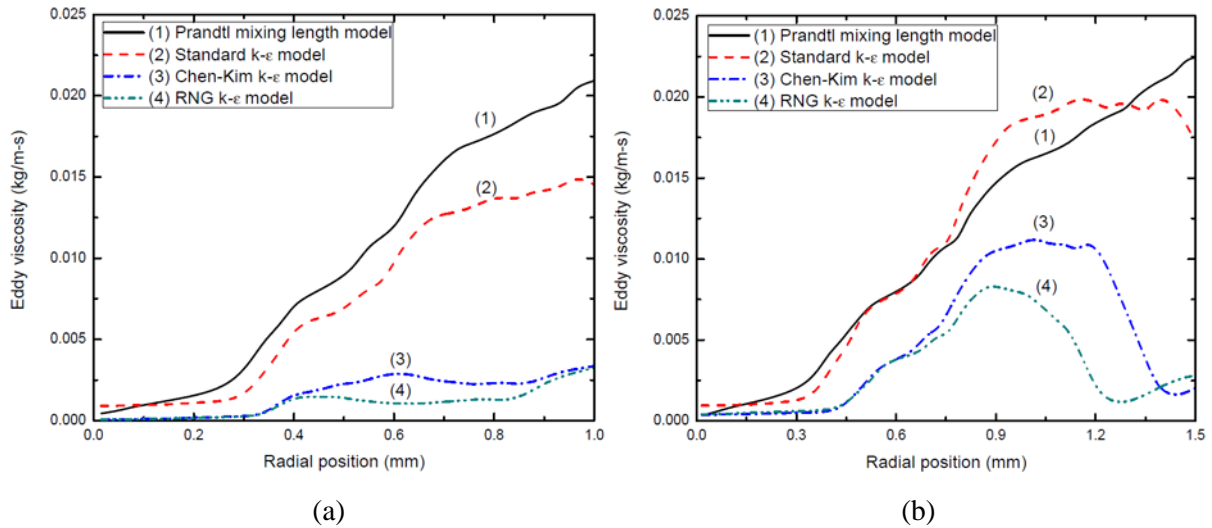 (1) Prandtl mixing length model
(2) Standard k-ε model
(3) Chen-Kim k-ε model
(4) RNG k-ε model
0.025
0.020
0.015
0.010
0.005
0.000
Eddy viscosity (kg/m-s)
(1)
(2)
(3)
(4)
0.0 0.2 0.4 0.6 0.8 1.0
Radial position (mm)
(a)
(1) Prandtl mixing length model
(2) Standard k-ε model
(3) Chen-Kim k-ε model
(4) RNG k-ε model
0.025
0.020
0.015
0.010
0.005
0.000
Eddy viscosity (kg/m-s)
(2)
(1)
(3)
(4)
0.0 0.3 0.6 0.9 1.2 1.5
Radial position (mm)
(b)